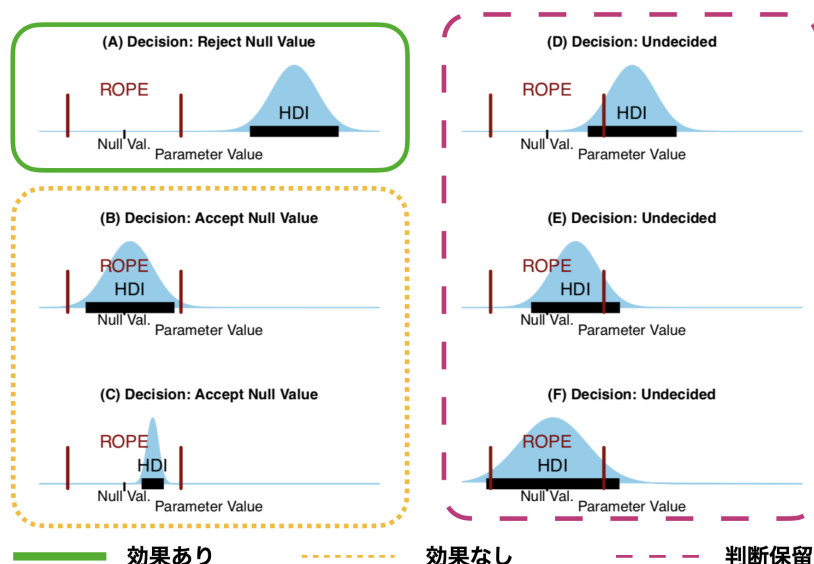 (A) Decision: Reject Null Value
ROPE
HDI
Null Val.
Parameter Value
(B) Decision: Accept Null Value
ROPE
HDI
Null Val.
Parameter Value
(C) Decision: Accept Null Value
ROPE
HDI
Null Val.
Parameter Value
(D) Decision: Undecided
ROPE
HDI
Null Val.
Parameter Value
(E) Decision: Undecided
ROPE
HDI
Null Val.
Parameter Value
(F) Decision: Undecided
ROPE
HDI
Null Val.
Parameter Value
効果あり
効果なし
判断保留